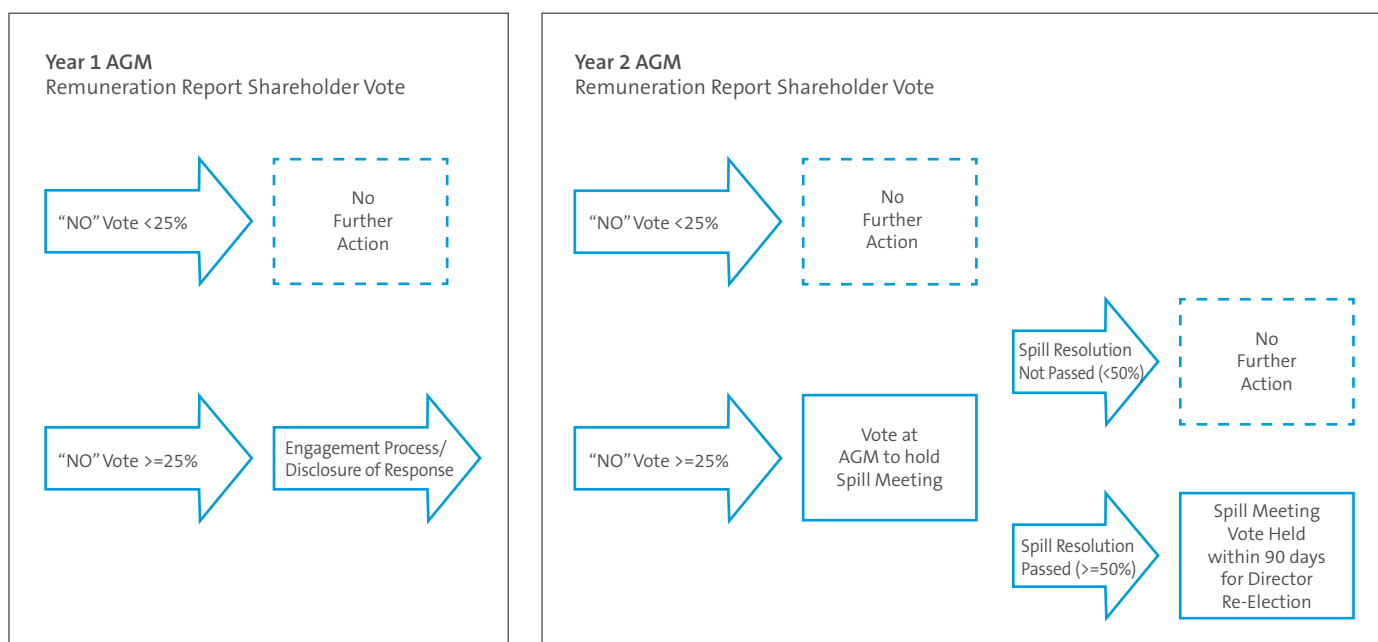 Year 1 AGM
Remuneration Report Shareholder Vote
“NO” Vote <25%
No
Further
Action
“NO” Vote >=25%
Engagement Process/
Disclosure of Response
Year 2 AGM
Remuneration Report Shareholder Vote
“NO” Vote <25%
No
Further
Action
“NO” Vote >=25%
Vote at
AGM to hold
Spill Meeting
Spill Resolution
Not Passed (<50%)
No
Further
Action
Spill Resolution
Passed (>=50%)
Spill Meeting
Vote Held
within 90 days
for Director
Re-Election